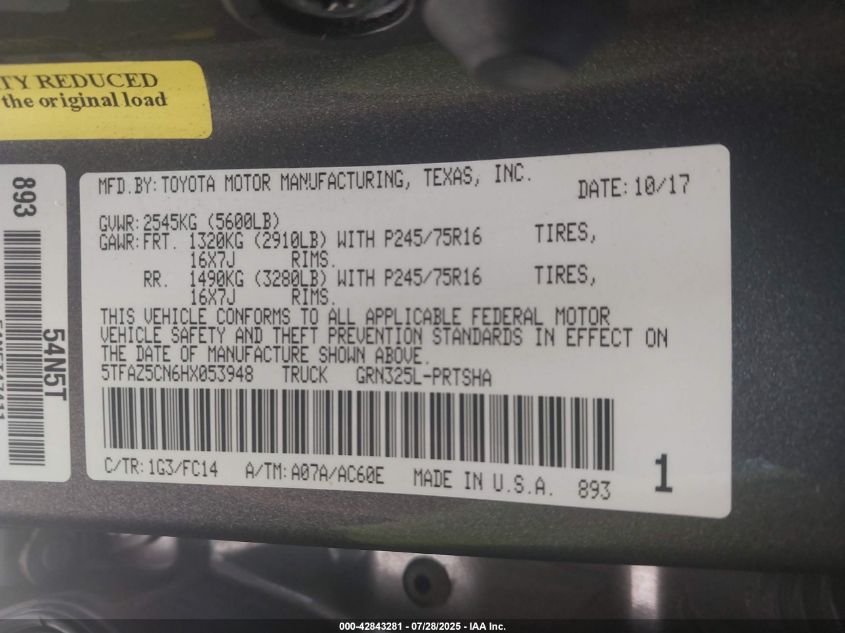 TY REDUCED
the original load
893
54N5T
MFD.BY: TOYOTA MOTOR MANUFACTURING, TEXAS, INC. DATE: 10/17
GVWR: 2545KG (5600LB)
GAWR: FRT. 1320KG (2910LB) WITH P245/75R16 TIRES,
16X7J RIMS.
RR. 1490KG (3280LB) WITH P245/75R16 TIRES,
16X7J RIMS.
THIS VEHICLE CONFORMS TO ALL APPLICABLE FEDERAL MOTOR
VEHICLE SAFETY AND THEFT PREVENTION STANDARDS IN EFFECT ON
THE DATE OF MANUFACTURE SHOWN ABOVE.
5TFAZ5CN6HX053948 TRUCK GRN325L-PRTSHA
C/TR: 1G3/FC14 A/TM: A07A/AC60E MADE IN U.S.A. 893 1
000-42843281 - 07/28/2025 - IAA Inc.